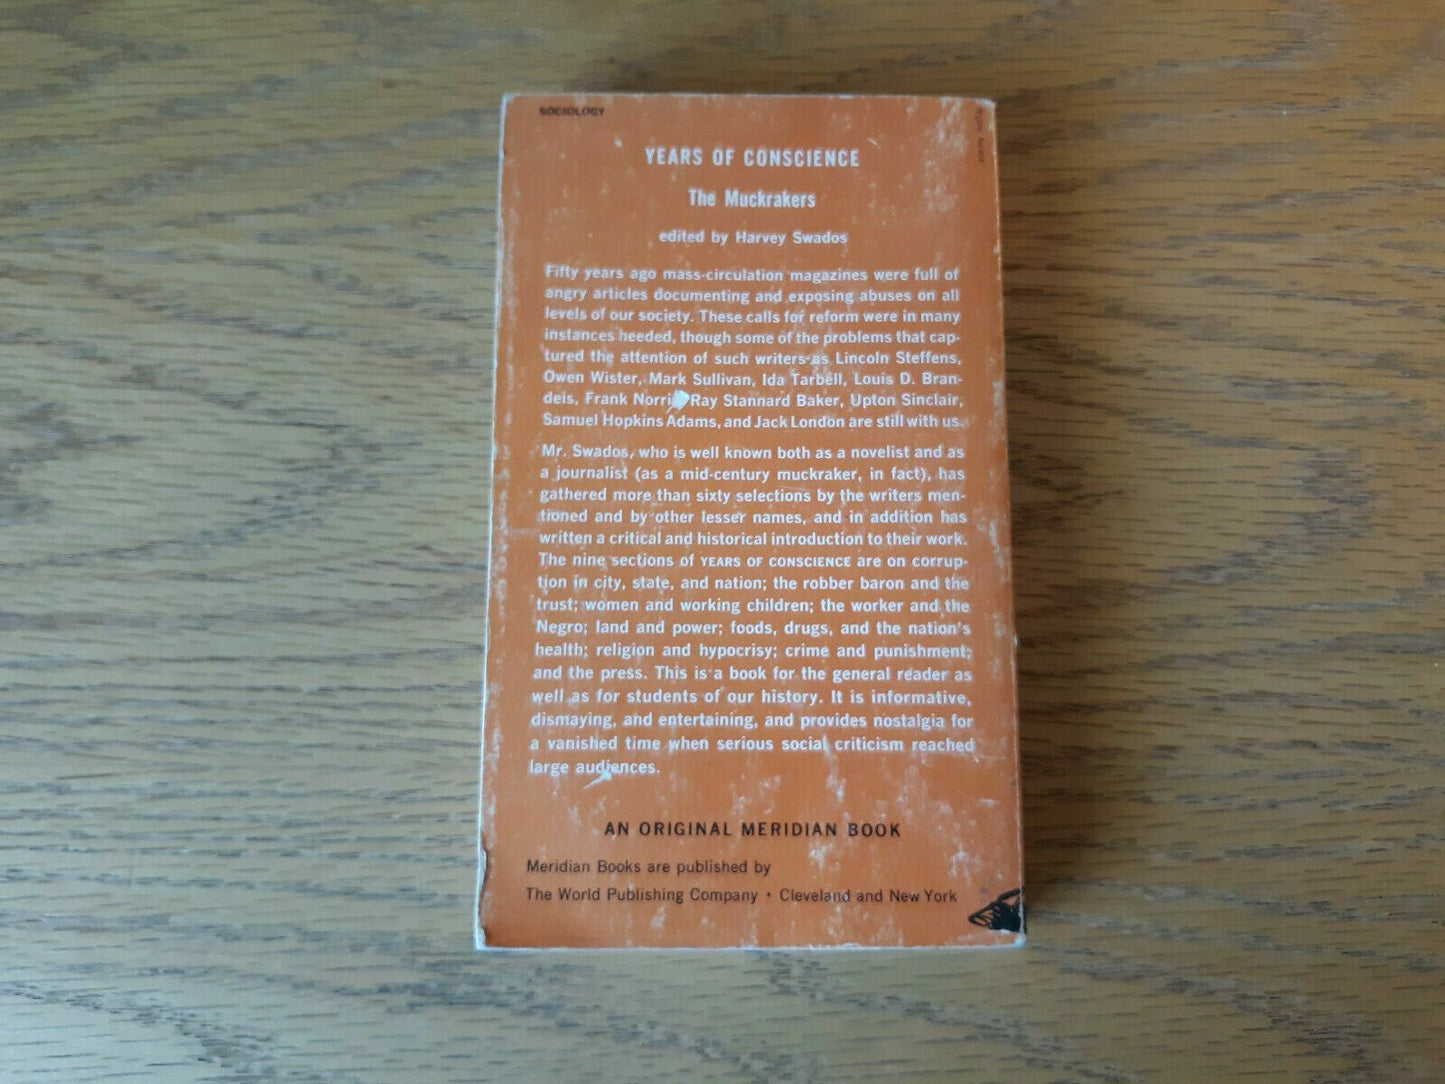 SOCIOLOGY
YEARS OF CONSCIENCE
The Muckrakers
edited by Harvey Swados
Fifty years ago mass-circulation magazines were full of
angry articles documenting and exposing abuses on all
levels of our society. These calls for reform were in many
instances heeded, though some of the problems that cap-
tured the attention of such writers as Lincoln Steffens,
Owen Wister, Mark Sullivan, Ida Tarbell, Louis D. Bran-
deis, Frank Norris, Ray Stannard Baker, Upton Sinclair,
Samuel Hopkins Adams, and Jack London are still with us.
Mr. Swados, who is well known both as a novelist and as
a journalist (as a mid-century muckraker, in fact), has
gathered more than sixty selections by the writers men-
tioned and by other lesser names, and in addition has
written a critical and historical introduction to their work.
The nine sections of YEARS OF CONSCIENCE are on corrup-
tion in city, state, and nation; the robber baron and the
trust; women and working children; the worker and the
Negro; land and power; foods, drugs, and the nation's
health; religion and hypocrisy; crime and punishment;
and the press. This is a book for the general reader as
well as for students of our history. It is informative,
dismaying, and entertaining, and provides nostalgia for
a vanished time when serious social criticism reached
large audiences.
AN ORIGINAL MERIDIAN BOOK
Meridian Books are published by
The World Publishing Company • Cleveland and New York